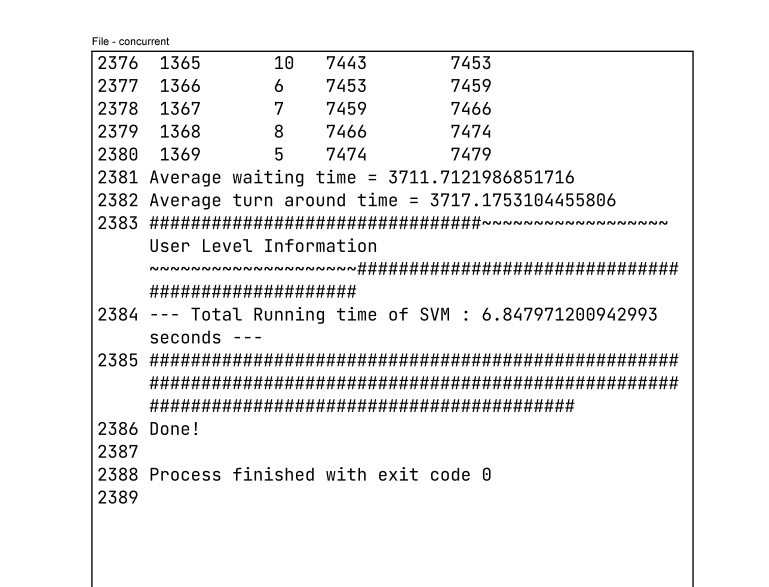 File - concurrent
2376  1365       10   7443        7453
2377  1366       6    7453        7459
2378  1367       7    7459        7466
2379  1368       8    7466        7474
2380  1369       5    7474        7479
2381 Average waiting time = 3711.7121986851716
2382 Average turn around time = 3717.1753104455806
2383 ################################~~~~~~~~~~~~~~~~~~
User Level Information
~~~~~~~~~~~~~~~~~~~~###############################
####################
2384 --- Total Running time of SVM : 6.847971200942993
seconds ---
2385 ###################################################
###################################################
#########################################
2386 Done!
2387
2388 Process finished with exit code 0
2389